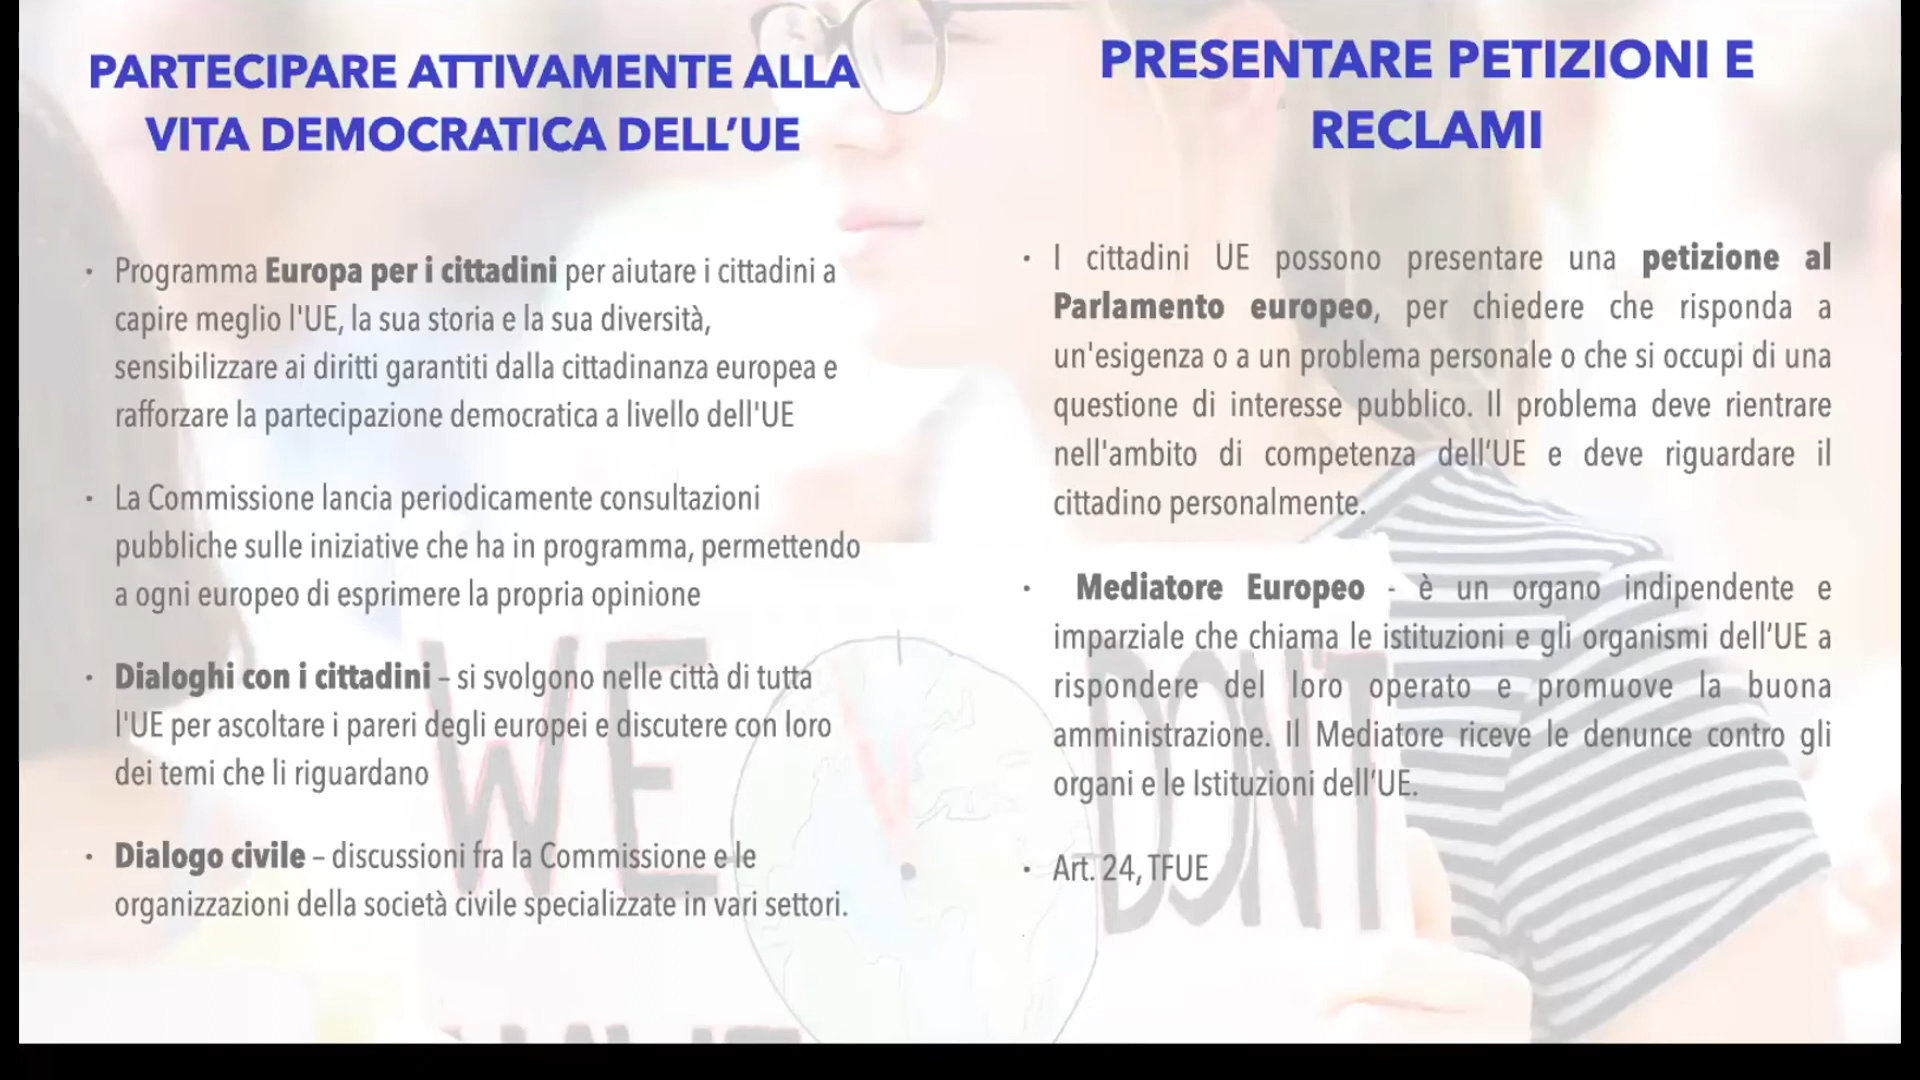 PARTECIPARE ATTIVAMENTE ALLA
VITA DEMOCRATICA DELL’UE
• Programma Europa per i cittadini per aiutare i cittadini a
capire meglio l'UE, la sua storia e la sua diversità,
sensibilizzare ai diritti garantiti dalla cittadinanza europea e
rafforzare la partecipazione democratica a livello dell'UE
• La Commissione lancia periodicamente consultazioni
pubbliche sulle iniziative che ha in programma, permettendo
a ogni europeo di esprimere la propria opinione
• Dialoghi con i cittadini – si svolgono nelle città di tutta
l'UE per ascoltare i pareri degli europei e discutere con loro
dei temi che li riguardano
• Dialogo civile – discussioni fra la Commissione e le
organizzazioni della società civile specializzate in vari settori.
PRESENTARE PETIZIONI E
RECLAMI
• I cittadini UE possono presentare una petizione al
Parlamento europeo, per chiedere che risponda a
un'esigenza o a un problema personale o che si occupi di una
questione di interesse pubblico. Il problema deve rientrare
nell'ambito di competenza dell’UE e deve riguardare il
cittadino personalmente.
• Mediatore Europeo - è un organo indipendente e
imparziale che chiama le istituzioni e gli organismi dell’UE a
rispondere del loro operato e promuove la buona
amministrazione. Il Mediatore riceve le denunce contro gli
organi e le Istituzioni dell’UE.
• Art. 24, TFUE
WE DON'T